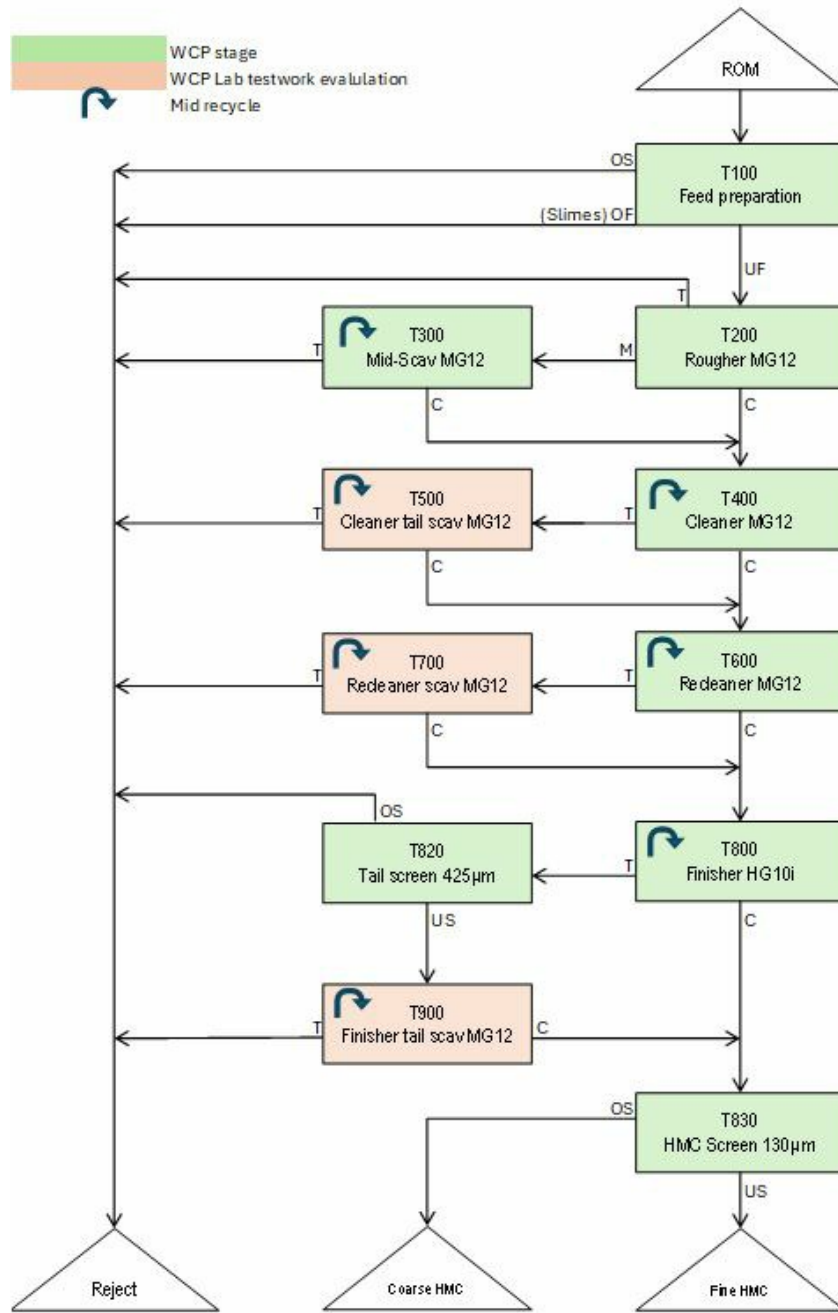 WCP stage
WCP Lab testwork evalulation
Mid recycle
ROM
OS
T100
Feed preparation
(Slimes) OF
UF
T
T300
Mid-Scav MG12
T
M
T200
Rougher MG12
C
C
T500
Cleaner tail scav MG12
T
T
T400
Cleaner MG12
C
C
T700
Recleaner scav MG12
T
T
T600
Recleaner MG12
C
C
OS
T820
Tail screen 425µm
T
T800
Finisher HG10i
US
C
T900
Finisher tail scav MG12
T
C
OS
T830
HMC Screen 130µm
US
Reject
Coarse HMC
Fine HMC